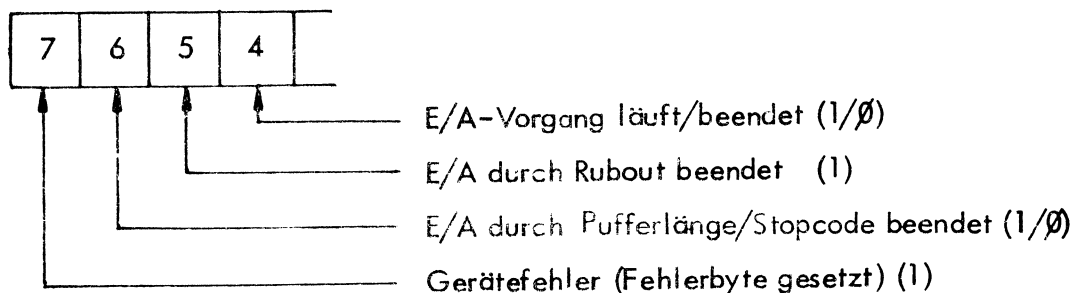 7 6 5 4
E/A-Vorgang läuft/beendet (1/Ø)
E/A durch Rubout beendet (1)
E/A durch Pufferlänge/Stopcode beendet (1/Ø)
Gerätefehler (Fehlerbyte gesetzt) (1)